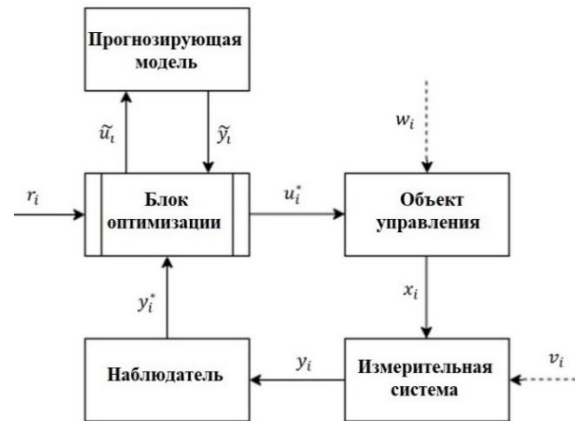 Прогнозирующая
модель
ũᵢ
ỹᵢ
wᵢ
rᵢ
Блок
оптимизации
uᵢ*
Объект
управления
yᵢ*
xᵢ
Наблюдатель
yᵢ
Измерительная
система
vᵢ